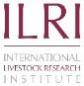 ILRI
INTERNATIONAL
LIVESTOCK RESEARCH
INSTITUTE